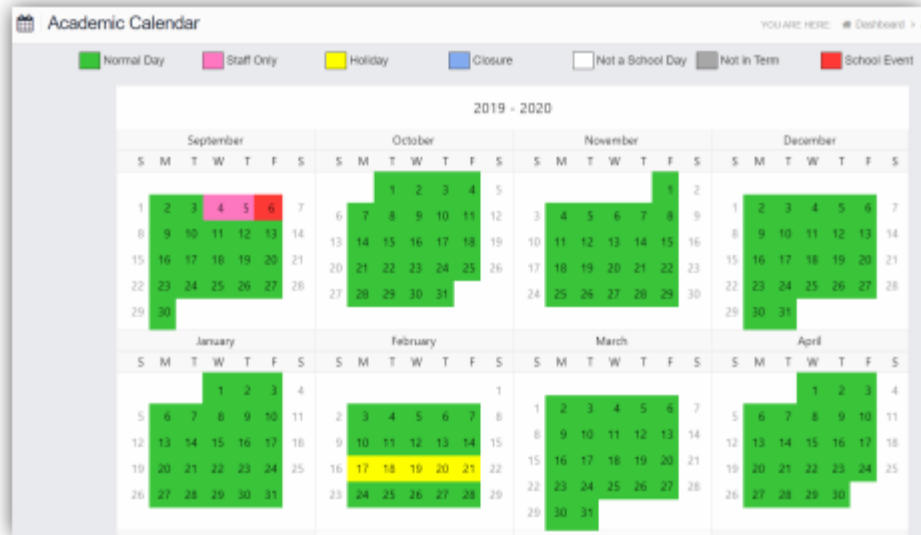 Academic Calendar
YOU ARE HERE: Dashboard >
Normal Day Staff Only Holiday Closure Not a School Day Not in Term School Event
2019 - 2020
September October November December
S M T W T F S S M T W T F S S M T W T F S S M T W T F S
1 2 3 4 5 1 2
1 2 3 4 5 6 7 6 7 8 9 10 11 12 3 4 5 6 7 8 9 1 2 3 4 5 6 7
8 9 10 11 12 13 14 13 14 15 16 17 18 19 10 11 12 13 14 15 16 8 9 10 11 12 13 14
15 16 17 18 19 20 21 20 21 22 23 24 25 26 17 18 19 20 21 22 23 15 16 17 18 19 20 21
22 23 24 25 26 27 28 27 28 29 30 31 24 25 26 27 28 29 30 22 23 24 25 26 27 28
29 30 29 30 31
January February March April
S M T W T F S S M T W T F S S M T W T F S S M T W T F S
1 2 3 4 1 1 2 3 4
5 6 7 8 9 10 11 2 3 4 5 6 7 8 1 2 3 4 5 6 7 5 6 7 8 9 10 11
12 13 14 15 16 17 18 9 10 11 12 13 14 15 8 9 10 11 12 13 14 12 13 14 15 16 17 18
19 20 21 22 23 24 25 16 17 18 19 20 21 22 15 16 17 18 19 20 21 19 20 21 22 23 24 25
26 27 28 29 30 31 23 24 25 26 27 28 29 22 23 24 25 26 27 28 26 27 28 29 30
29 30 31